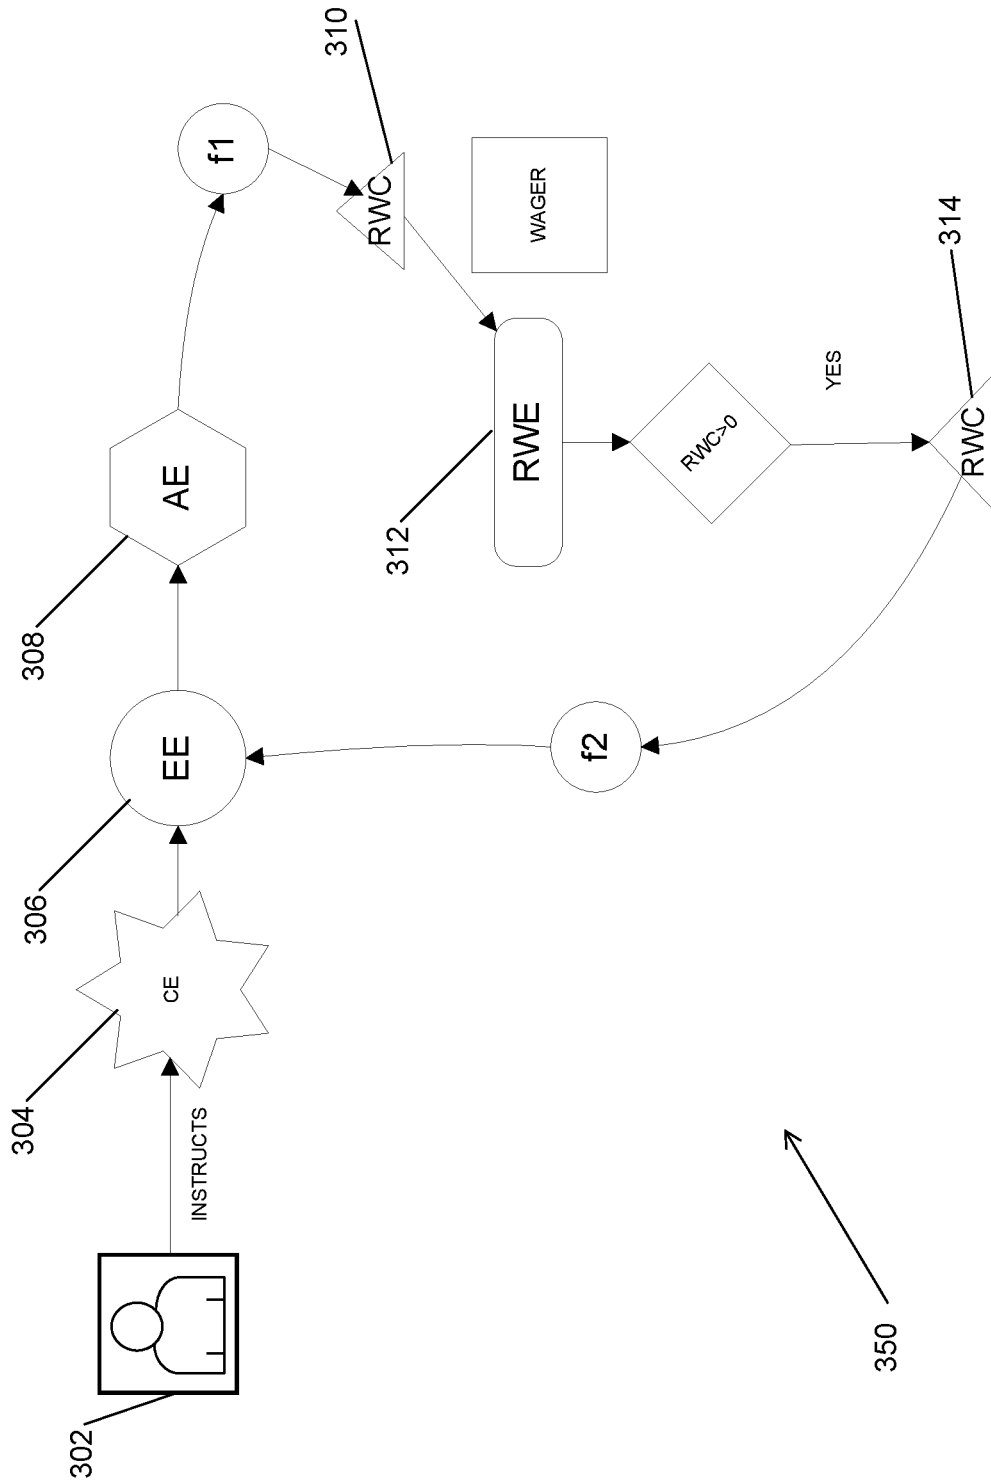 302
INSTRUCTS
304
CE
306
EE
308
AE
f1
310
RWC
WAGER
312
RWE
RWC>0
YES
314
RWC
f2
350